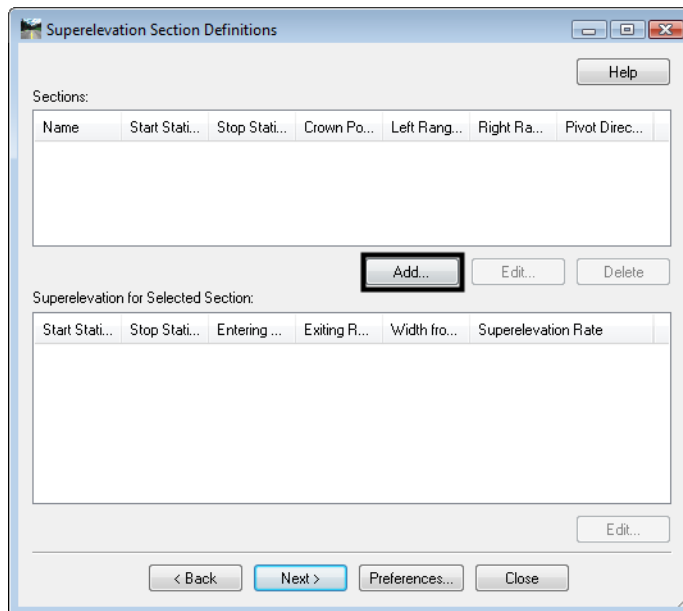 Superelevation Section Definitions
Help
Sections:
Name Start Stati... Stop Stati... Crown Po... Left Rang... Right Ra... Pivot Direc...
Add... Edit... Delete
Superelevation for Selected Section:
Start Stati... Stop Stati... Entering ... Exiting R... Width fro... Superelevation Rate
Edit...
< Back Next > Preferences... Close